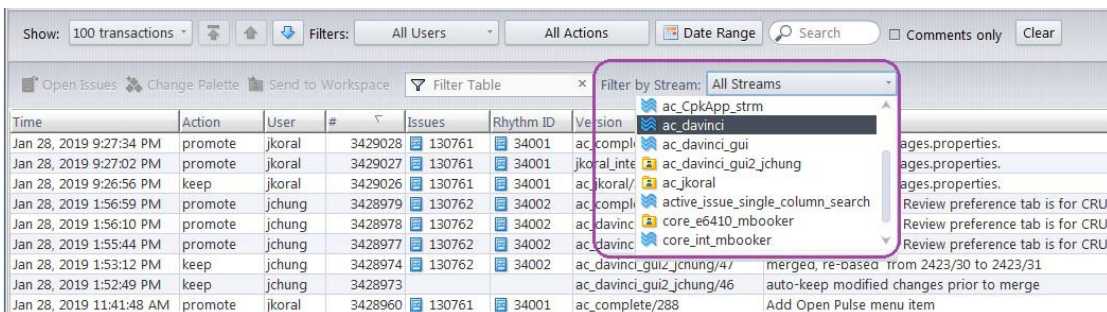 Show: 100 transactions Filters: All Users All Actions Date Range Search Comments only Clear
Open Issues Change Palette Send to Workspace Filter Table × Filter by Stream: All Streams
ac_CpkApp_strm
Time Action User # Issues Rhythm ID Version ac_davinci
Jan 28, 2019 9:27:34 PM promote jkoral 3429028 130761 34001 ac_comple ac_davinci_gui ages.properties.
Jan 28, 2019 9:27:02 PM promote jkoral 3429027 130761 34001 jkoral_inte ac_davinci_gui2_jchung ages.properties.
Jan 28, 2019 9:26:56 PM keep jkoral 3429026 130761 34001 ac_jkoral/ ac_jkoral ages.properties.
Jan 28, 2019 1:56:59 PM promote jchung 3428979 130762 34002 ac_comple active_issue_single_column_search Review preference tab is for CRU
Jan 28, 2019 1:56:10 PM promote jchung 3428978 130762 34002 ac_davinc core_e6410_mbooker Review preference tab is for CRU
Jan 28, 2019 1:55:44 PM promote jchung 3428977 130762 34002 ac_davinc core_int_mbooker Review preference tab is for CRU
Jan 28, 2019 1:53:12 PM keep jchung 3428974 130762 34002 ac_davinci_gui2_jchung/47 merged, re-based from 2423/30 to 2423/31
Jan 28, 2019 1:52:49 PM keep jchung 3428973 ac_davinci_gui2_jchung/46 auto-keep modified changes prior to merge
Jan 28, 2019 11:41:48 AM promote jkoral 3428960 130761 34001 ac_complete/288 Add Open Pulse menu item